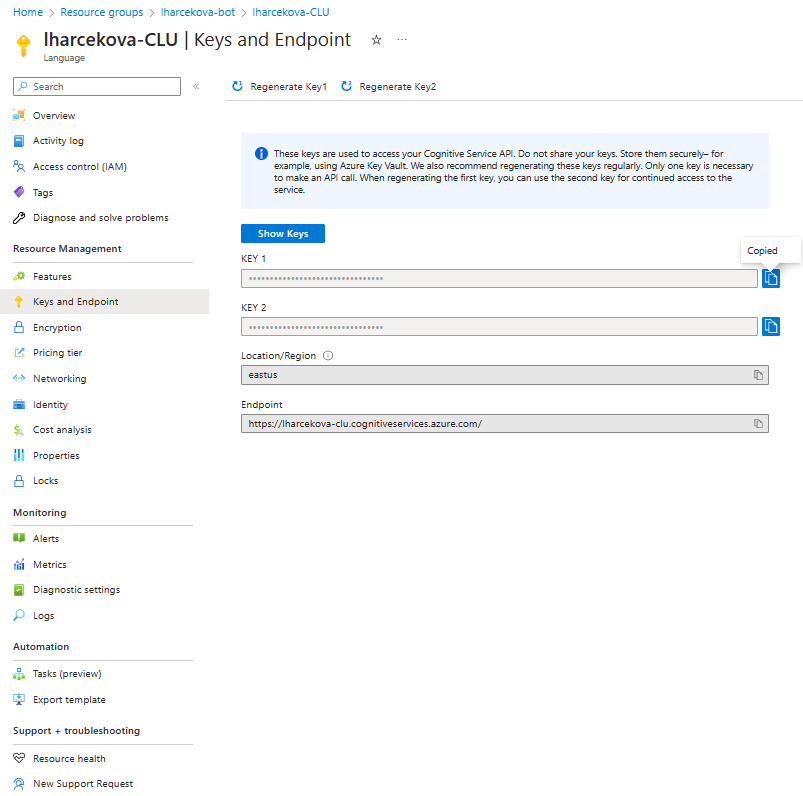 Home > Resource groups > lharcekova-bot > lharcekova-CLU
lharcekova-CLU | Keys and Endpoint ☆ ...
Language
Search «
Overview
Activity log
Access control (IAM)
Tags
Diagnose and solve problems
Resource Management
Features
Keys and Endpoint
Encryption
Pricing tier
Networking
Identity
Cost analysis
Properties
Locks
Monitoring
Alerts
Metrics
Diagnostic settings
Logs
Automation
Tasks (preview)
Export template
Support + troubleshooting
Resource health
New Support Request
Regenerate Key1 Regenerate Key2
These keys are used to access your Cognitive Service API. Do not share your keys. Store them securely– for
example, using Azure Key Vault. We also recommend regenerating these keys regularly. Only one key is necessary
to make an API call. When regenerating the first key, you can use the second key for continued access to the
service.
Show Keys
KEY 1
Copied
••••••••••••••••••••••••••••••••
KEY 2
••••••••••••••••••••••••••••••••
Location/Region
eastus
Endpoint
https://lharcekova-clu.cognitiveservices.azure.com/